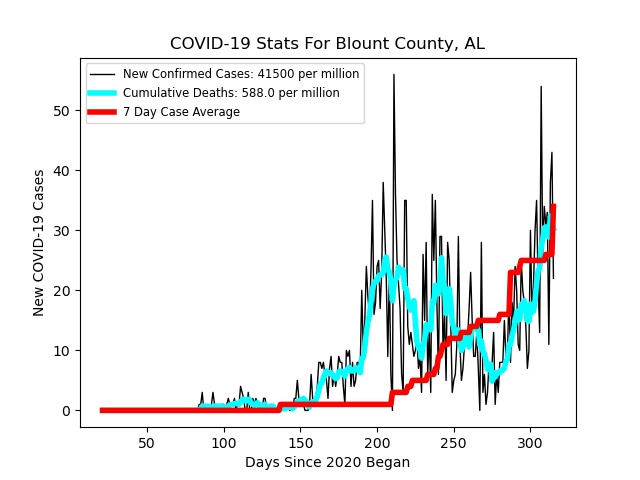 COVID-19 Stats For Blount County, AL
New Confirmed Cases: 41500 per million
Cumulative Deaths: 588.0 per million
7 Day Case Average
New COVID-19 Cases
50
40
30
20
10
0
50 100 150 200 250 300
Days Since 2020 Began